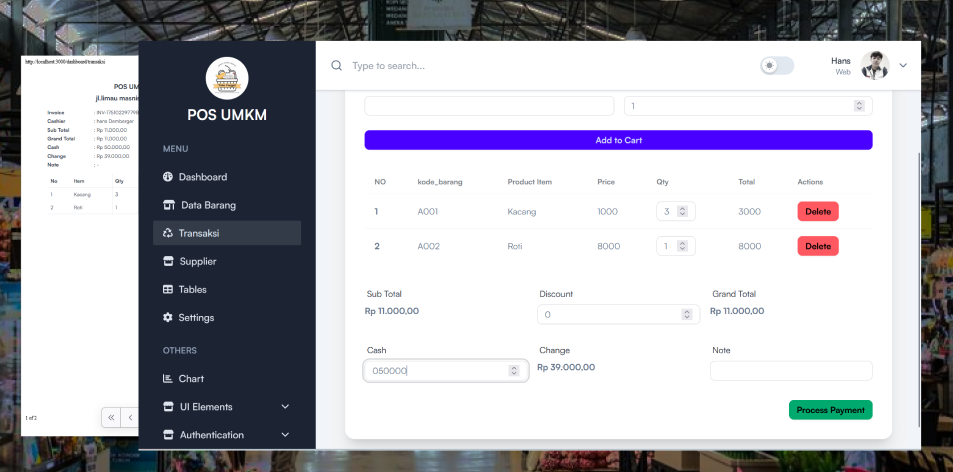 http://localhost:3000/dashboard/transaksi
POS UM
jl.limau masnis
Invoice : INV-17510229779
Cashier : hans Demberger
Sub Total : Rp 11.000,00
Grand Total : Rp 11.000,00
Cash : Rp 50.000,00
Change : Rp 39.000,00
Note : -
No Item Qty
1 Kacang 3
2 Roti 1
1 of 2
POS UMKM
MENU
Dashboard
Data Barang
Transaksi
Supplier
Tables
Settings
OTHERS
Chart
UI Elements
Authentication
Type to search...
Hans
Web
1
Add to Cart
NO kode_barang Product Item Price Qty Total Actions
1 A001 Kacang 1000 3 3000 Delete
2 A002 Roti 8000 1 8000 Delete
Sub Total Discount Grand Total
Rp 11.000,00 0 Rp 11.000,00
Cash Change Note
050000 Rp 39.000,00
Process Payment